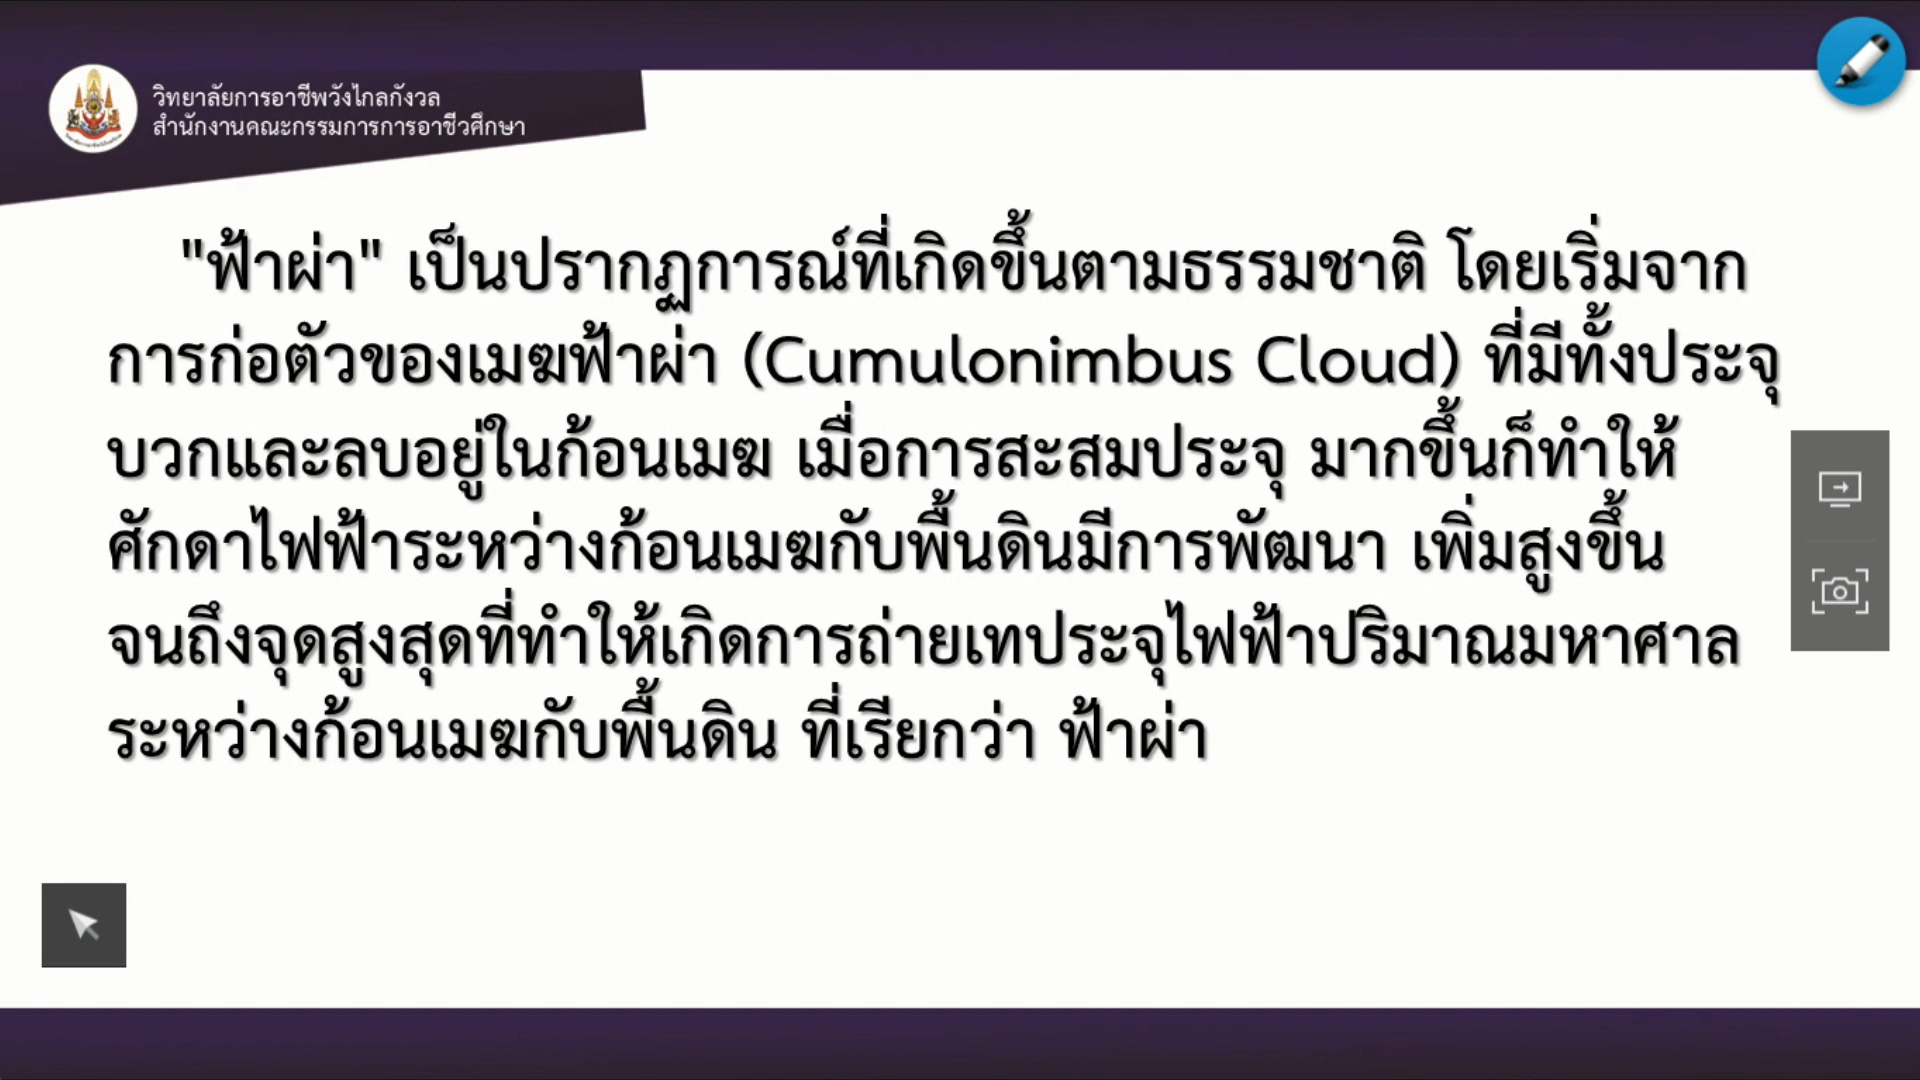 วิทยาลัยการอาชีพวังไกลกังวล
สำนักงานคณะกรรมการการอาชีวศึกษา
"ฟ้าผ่า" เป็นปรากฏการณ์ที่เกิดขึ้นตามธรรมชาติ โดยเริ่มจาก
การก่อตัวของเมฆฟ้าผ่า (Cumulonimbus Cloud) ที่มีทั้งประจุ
บวกและลบอยู่ในก้อนเมฆ เมื่อการสะสมประจุ มากขึ้นก็ทำให้
ศักดาไฟฟ้าระหว่างก้อนเมฆกับพื้นดินมีการพัฒนา เพิ่มสูงขึ้น
จนถึงจุดสูงสุดที่ทำให้เกิดการถ่ายเทประจุไฟฟ้าปริมาณมหาศาล
ระหว่างก้อนเมฆกับพื้นดิน ที่เรียกว่า ฟ้าผ่า